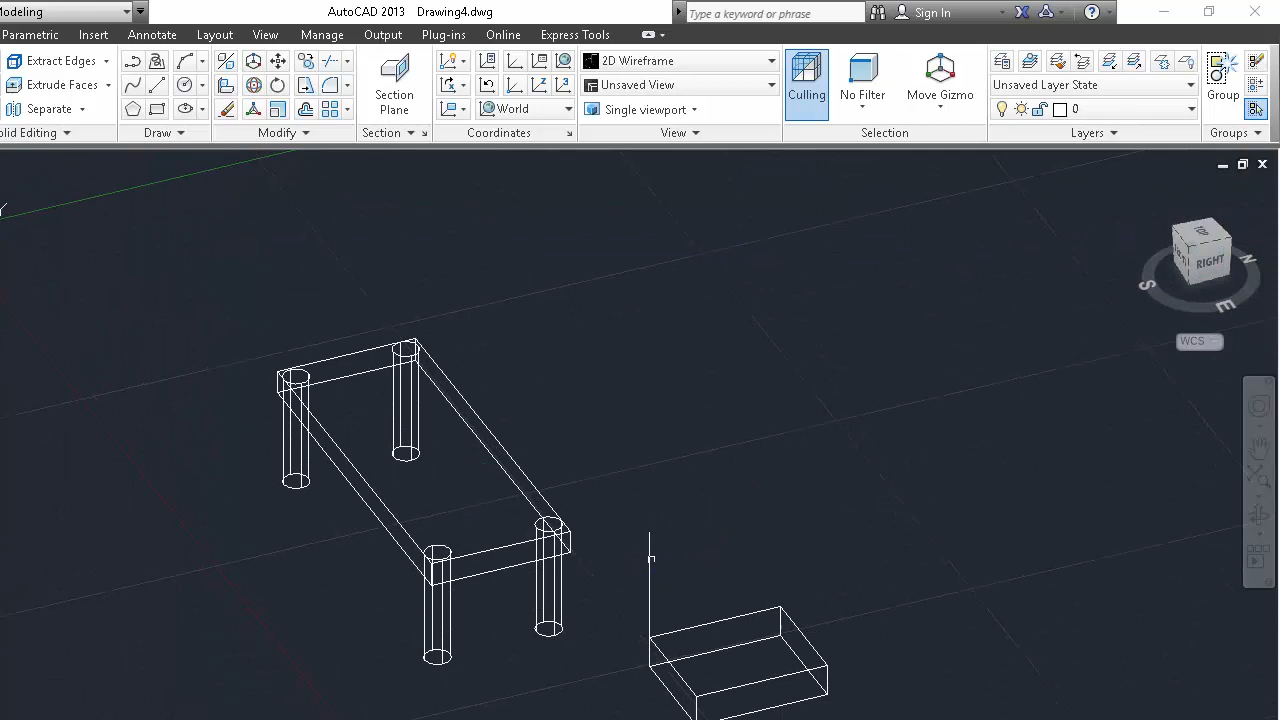 Modeling AutoCAD 2013 Drawing4.dwg Type a keyword or phrase Sign In
Parametric Insert Annotate Layout View Manage Output Plug-ins Online Express Tools
Extract Edges 2D Wireframe
Extrude Faces Section Plane Unsaved View Culling No Filter Move Gizmo Unsaved Layer State Group
Separate World Single viewport 0
olid Editing Draw Modify Section Coordinates View Selection Layers Groups
TOP
RIGHT
N
S
E
WCS